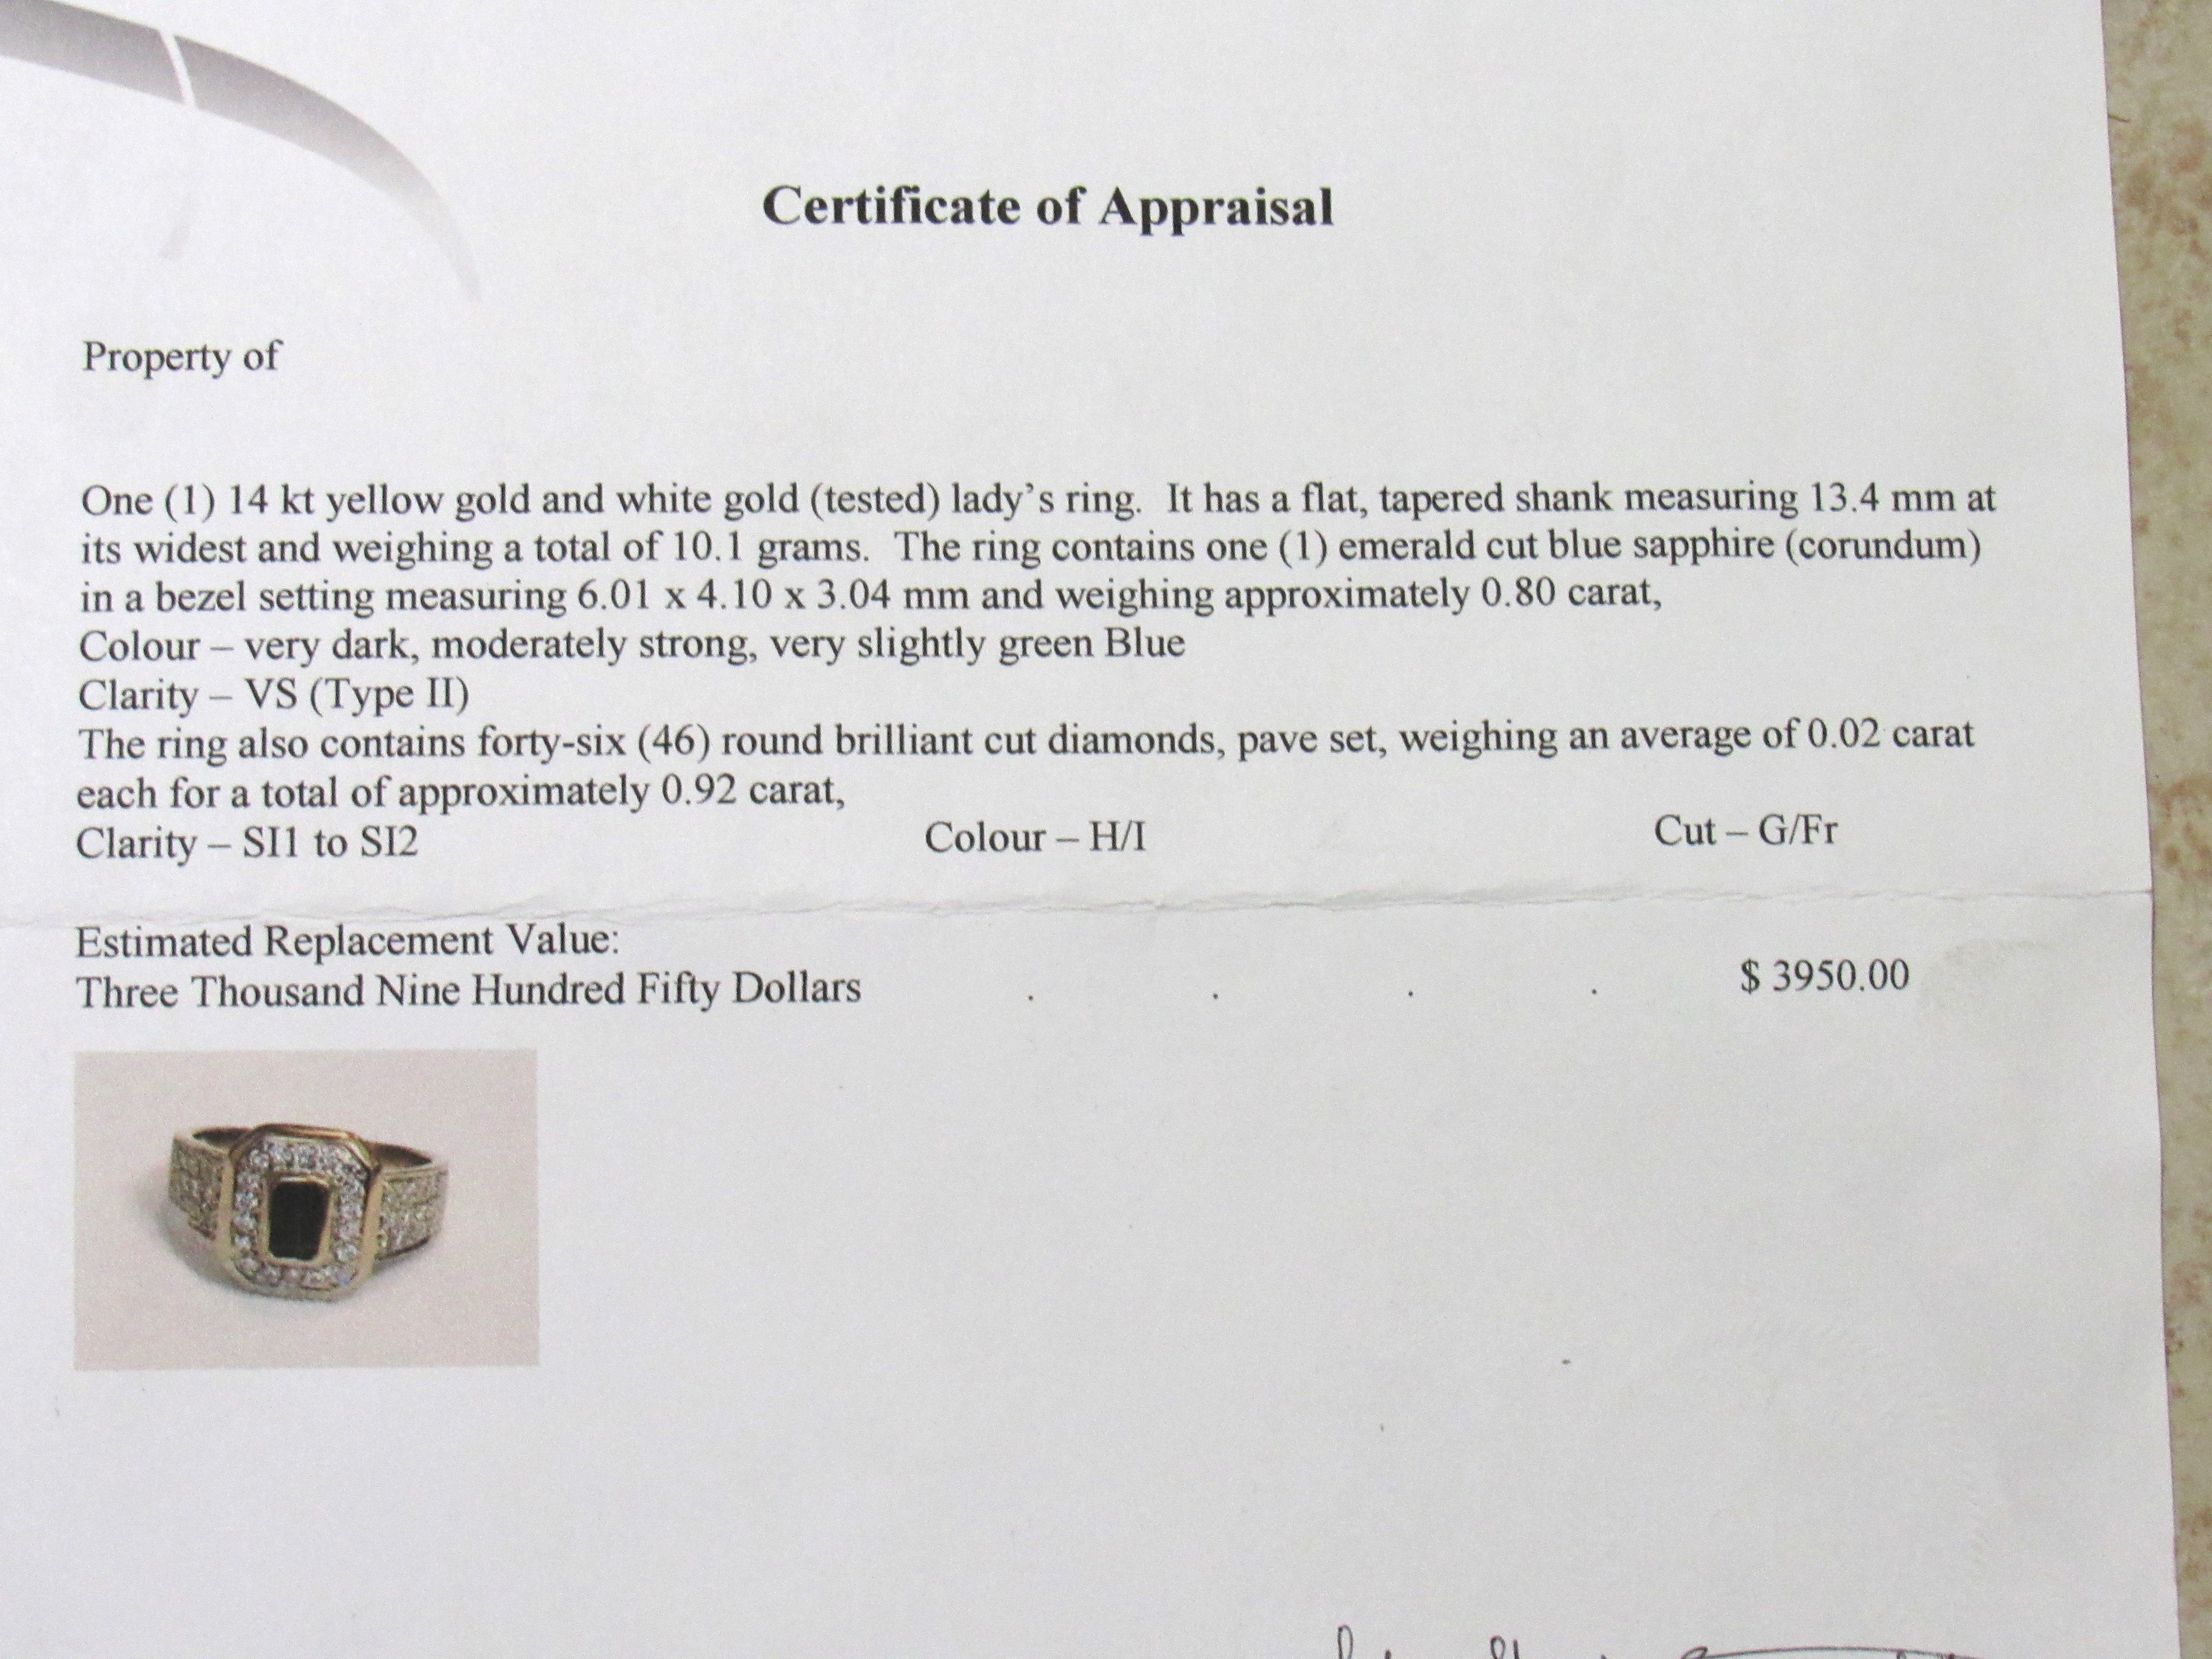 Certificate of Appraisal
Property of
One (1) 14 kt yellow gold and white gold (tested) lady’s ring.  It has a flat, tapered shank measuring 13.4 mm at
its widest and weighing a total of 10.1 grams.  The ring contains one (1) emerald cut blue sapphire (corundum)
in a bezel setting measuring 6.01 x 4.10 x 3.04 mm and weighing approximately 0.80 carat,
Colour – very dark, moderately strong, very slightly green Blue
Clarity – VS (Type II)
The ring also contains forty-six (46) round brilliant cut diamonds, pave set, weighing an average of 0.02 carat
each for a total of approximately 0.92 carat,
Clarity – SI1 to SI2 Colour – H/I Cut – G/Fr
Estimated Replacement Value:
Three Thousand Nine Hundred Fifty Dollars . . . . $ 3950.00